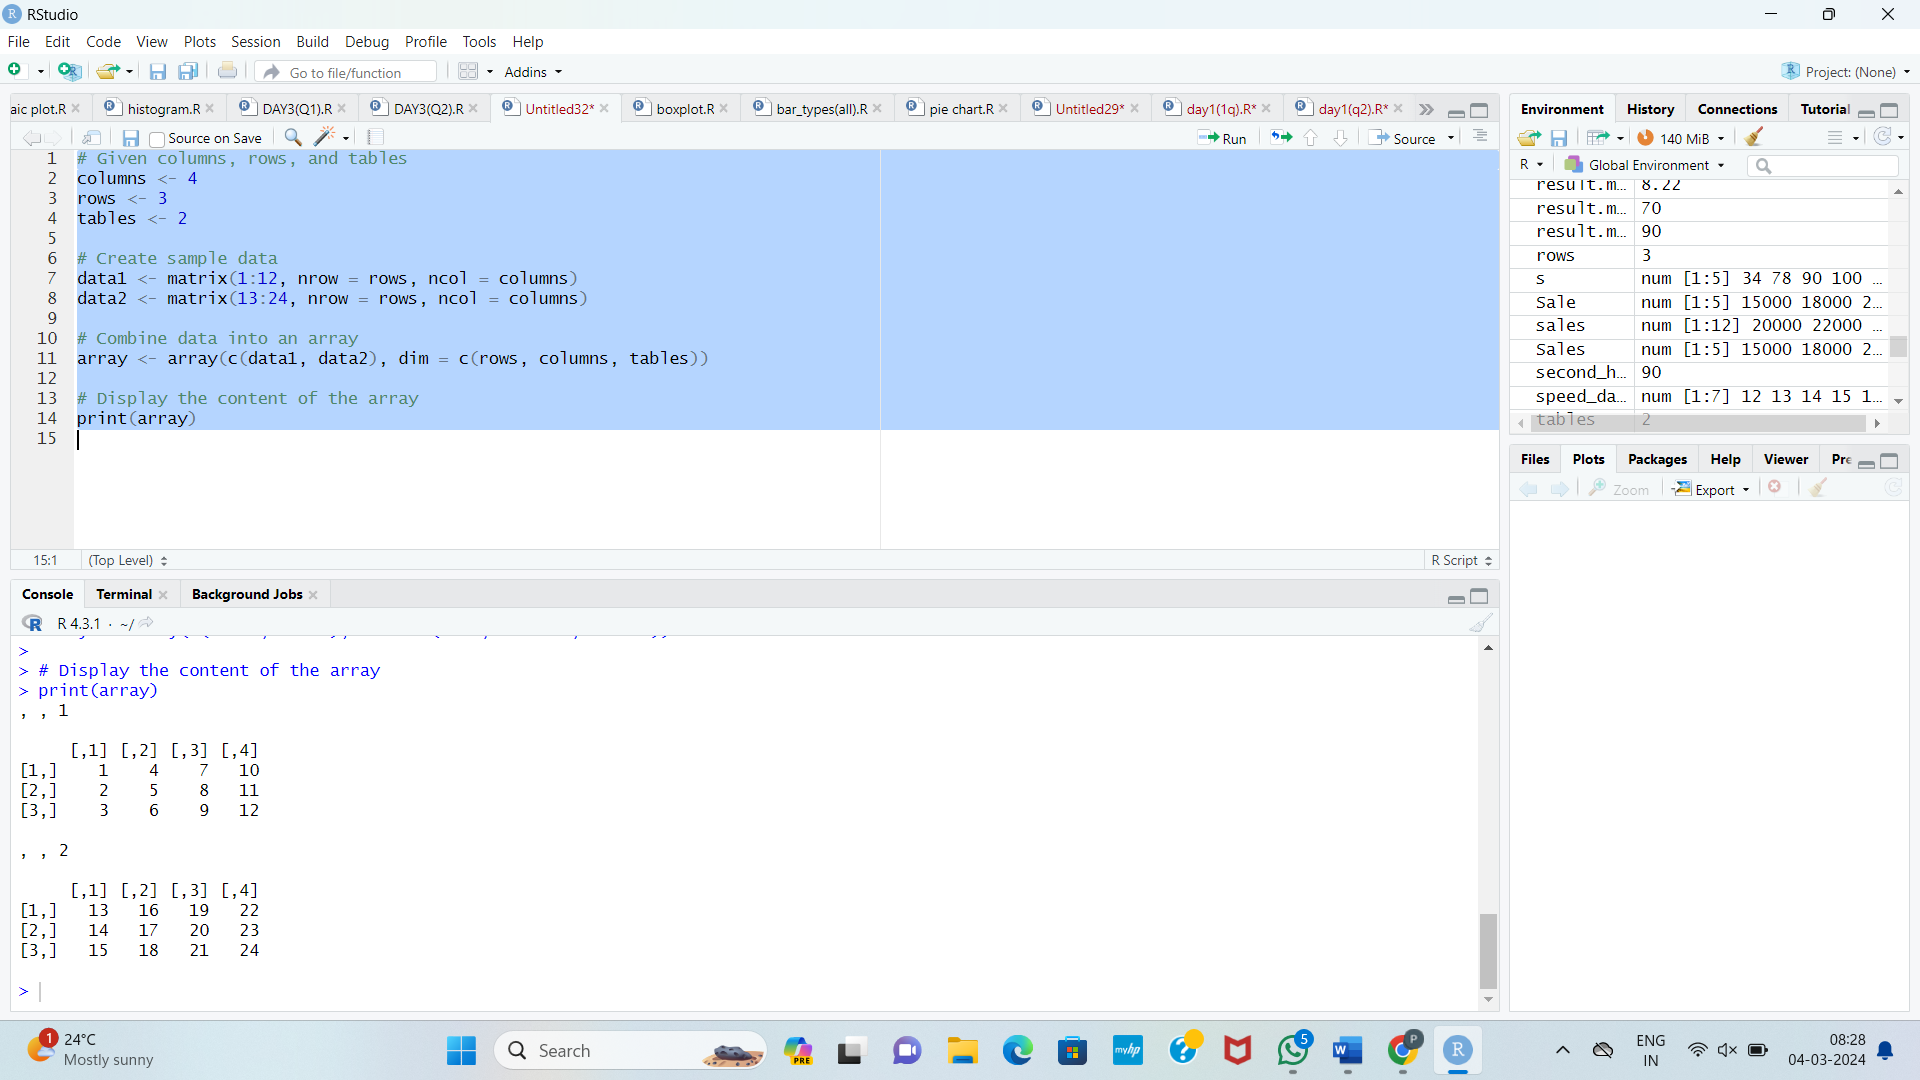 RStudio
File Edit Code View Plots Session Build Debug Profile Tools Help
Go to file/function Addins Project: (None)
aic plot.R histogram.R DAY3(Q1).R DAY3(Q2).R Untitled32* boxplot.R bar_types(all).R pie chart.R Untitled29* day1(1q).R* day1(q2).R*
Source on Save Run Source
1 # Given columns, rows, and tables
2 columns <- 4
3 rows <- 3
4 tables <- 2
5
6 # Create sample data
7 data1 <- matrix(1:12, nrow = rows, ncol = columns)
8 data2 <- matrix(13:24, nrow = rows, ncol = columns)
9
10 # Combine data into an array
11 array <- array(c(data1, data2), dim = c(rows, columns, tables))
12
13 # Display the content of the array
14 print(array)
15
15:1 (Top Level) R Script
Console Terminal Background Jobs
R 4.3.1 · ~/
>
> # Display the content of the array
> print(array)
, , 1
[,1] [,2] [,3] [,4]
[1,] 1 4 7 10
[2,] 2 5 8 11
[3,] 3 6 9 12
, , 2
[,1] [,2] [,3] [,4]
[1,] 13 16 19 22
[2,] 14 17 20 23
[3,] 15 18 21 24
>
Environment History Connections Tutorial
140 MiB
R Global Environment
result.m… 8.22
result.m… 70
result.m… 90
rows 3
s num [1:5] 34 78 90 100 …
Sale num [1:5] 15000 18000 2…
sales num [1:12] 20000 22000 …
Sales num [1:5] 15000 18000 2…
second_h… 90
speed_da… num [1:7] 12 13 14 15 1…
tables 2
Files Plots Packages Help Viewer Pre
Zoom Export
1 24°C
Mostly sunny
Search
PRE
myhp
5
P
ENG
IN
08:28
04-03-2024